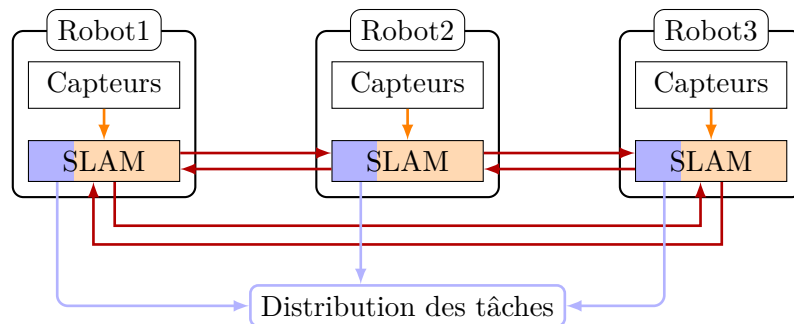 Robot1
Robot2
Robot3
Capteurs
Capteurs
Capteurs
SLAM
SLAM
SLAM
Distribution des tâches